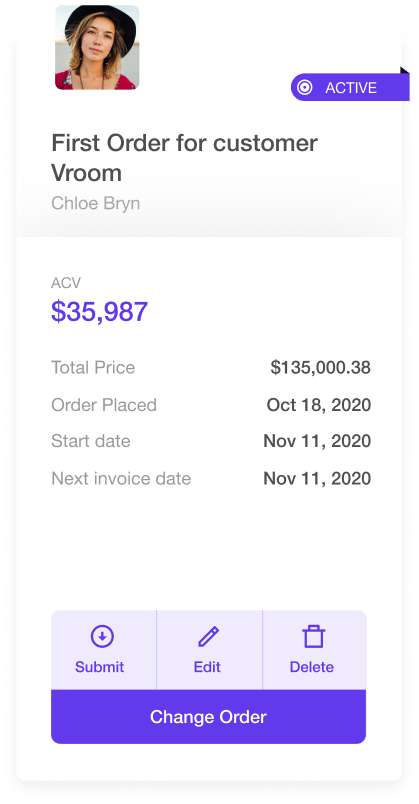 ACTIVE
First Order for customer
Vroom
Chloe Bryn
ACV
$35,987
Total Price $135,000.38
Order Placed Oct 18, 2020
Start date Nov 11, 2020
Next invoice date Nov 11, 2020
Submit Edit Delete
Change Order